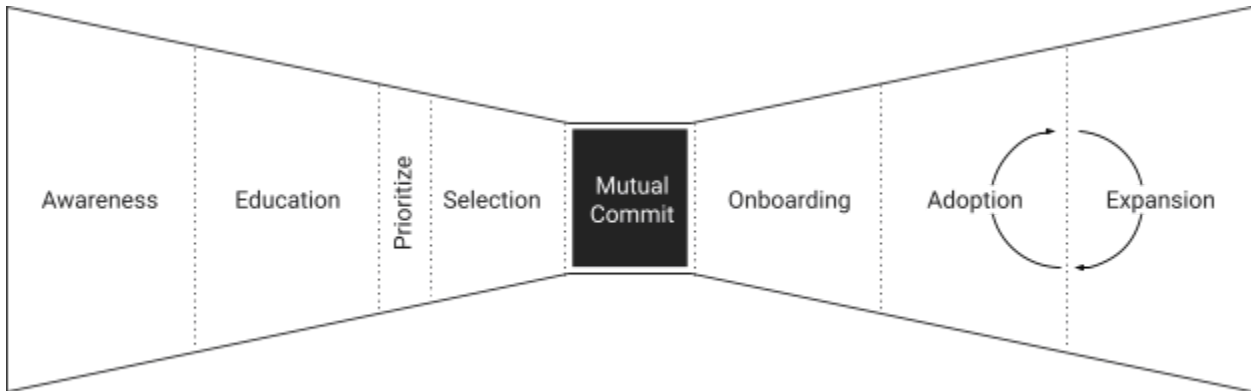 Awareness
Education
Prioritize
Selection
Mutual
Commit
Onboarding
Adoption
Expansion